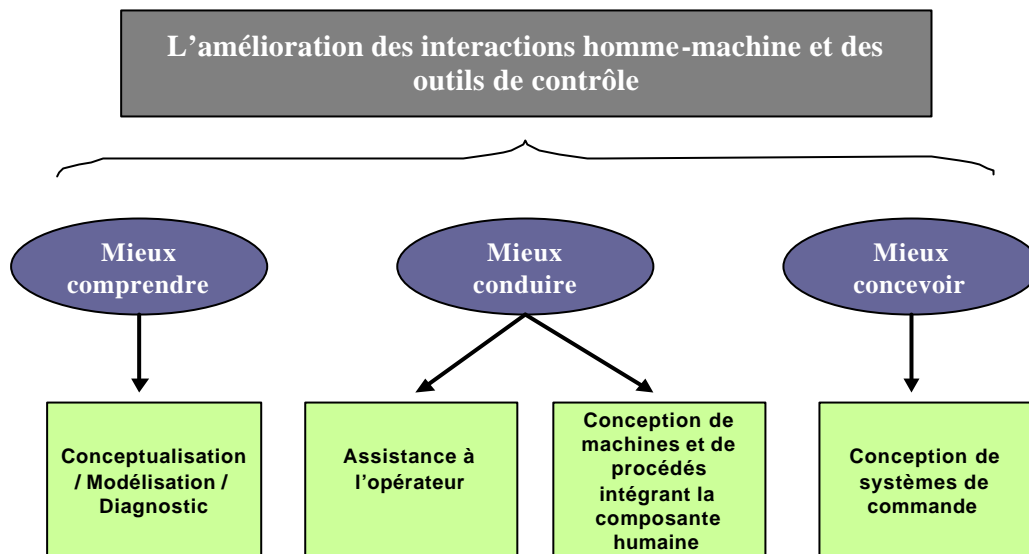 L'amélioration des interactions homme-machine et des
outils de contrôle
Mieux
comprendre
Mieux
conduire
Mieux
concevoir
Conceptualisation
/ Modélisation /
Diagnostic
Assistance à
l'opérateur
Conception de
machines et de
procédés
intégrant la
composante
humaine
Conception de
systèmes de
commande